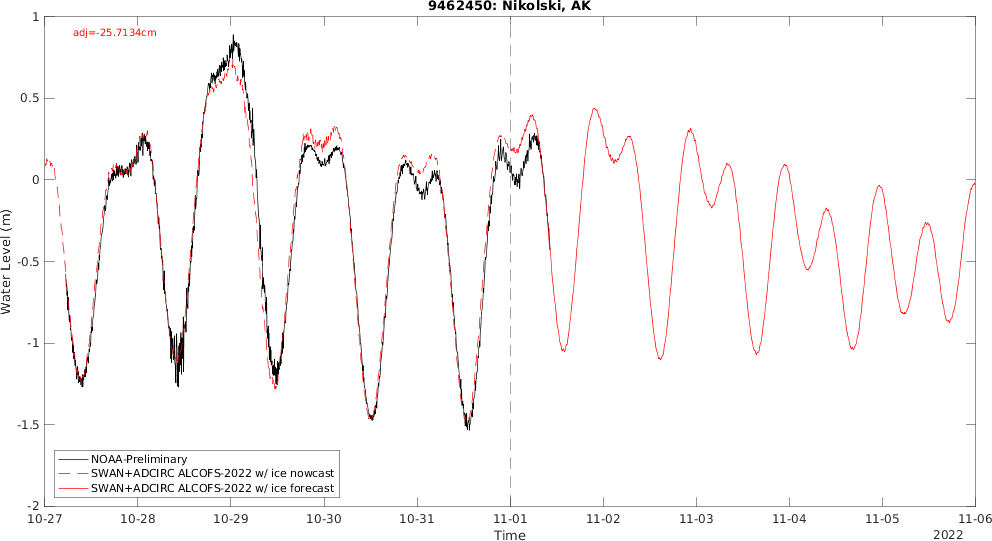 9462450: Nikolski, AK
adj=-25.7134cm
1
0.5
0
-0.5
-1
-1.5
-2
Water Level (m)
NOAA-Preliminary
SWAN+ADCIRC ALCOFS-2022 w/ ice nowcast
SWAN+ADCIRC ALCOFS-2022 w/ ice forecast
10-27 10-28 10-29 10-30 10-31 11-01 11-02 11-03 11-04 11-05 11-06
Time
2022